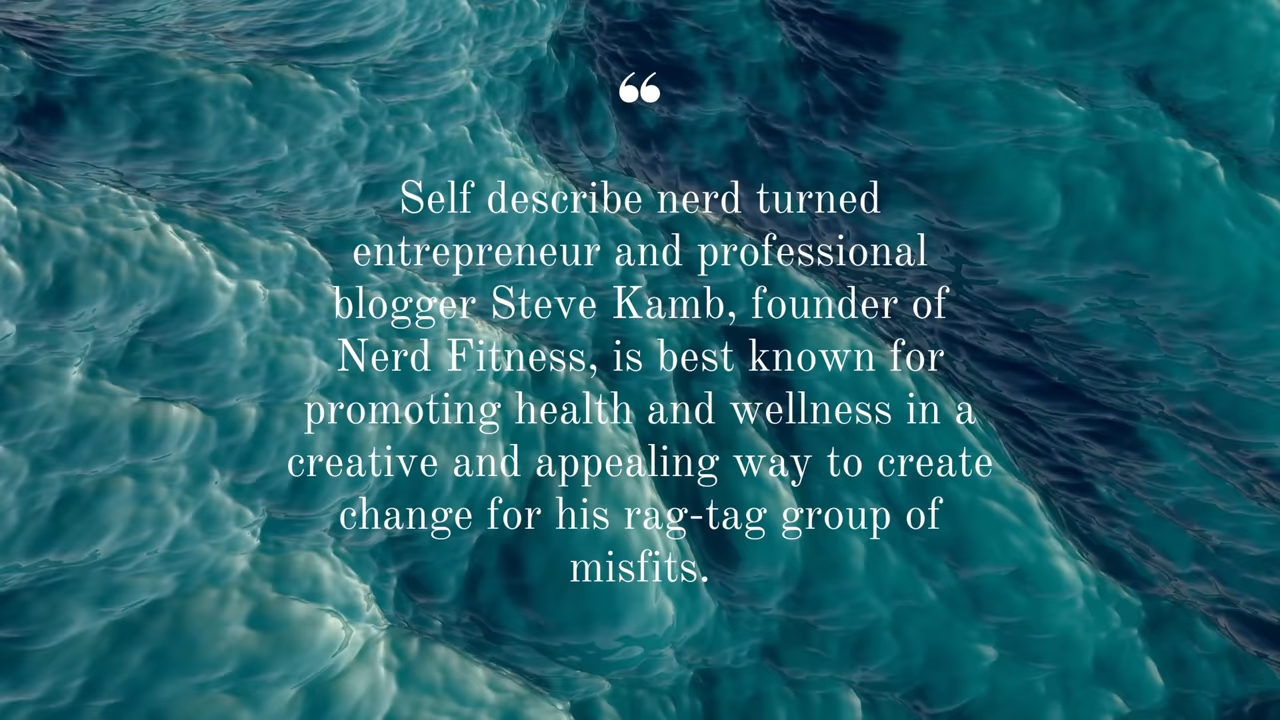 “
Self describe nerd turned
entrepreneur and professional
blogger Steve Kamb, founder of
Nerd Fitness, is best known for
promoting health and wellness in a
creative and appealing way to create
change for his rag-tag group of
misfits.